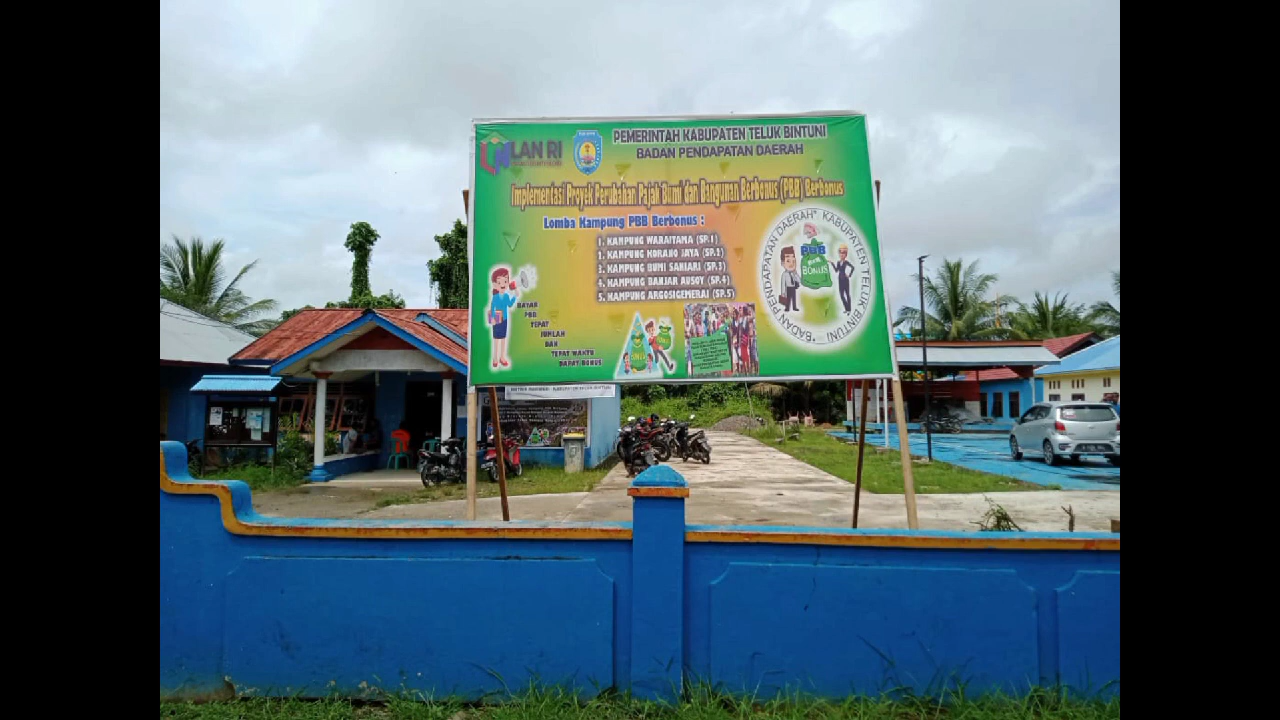 LAN RI
PEMERINTAH KABUPATEN TELUK BINTUNI
BADAN PENDAPATAN DAERAH
Implementasi Proyek Perubahan Pajak Bumi dan Bangunan Berbonus (PBB) Berbonus
Lomba Kampung PBB Berbonus :
1. KAMPUNG WARAITAMA (SP.1)
2. KAMPUNG KORANO JAYA (SP.2)
3. KAMPUNG BUMI SANIARI (SP.3)
4. KAMPUNG BANJAR AUSOY (SP.4)
5. KAMPUNG ARGOSIGEMERAI (SP.5)
"BADAN PENDAPATAN DAERAH" KABUPATEN TELUK BINTUNI
PBB
BONUS
BAYAR
PBB
TEPAT
JUMLAH
DAN
TEPAT WAKTU
DAPAT BONUS